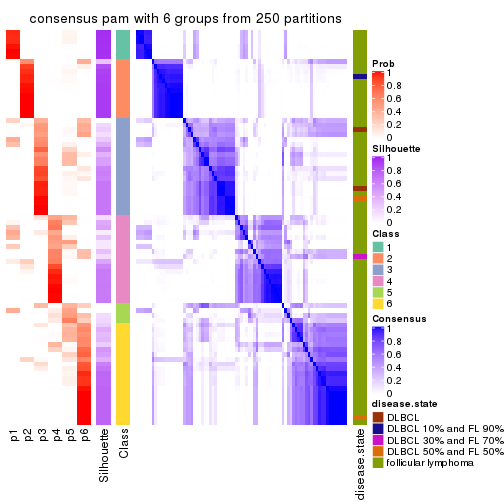 consensus pam with 6 groups from 250 partitions
Prob
1
0.8
0.6
0.4
0.2
0
Silhouette
1
0.8
0.6
0.4
0.2
0
Class
1
2
3
4
5
6
Consensus
1
0.8
0.6
0.4
0.2
0
disease.state
DLBCL
DLBCL 10% and FL 90%
DLBCL 30% and FL 70%
DLBCL 50% and FL 50%
follicular lymphoma
p1
p2
p3
p4
p5
p6
Silhouette
Class
disease.state